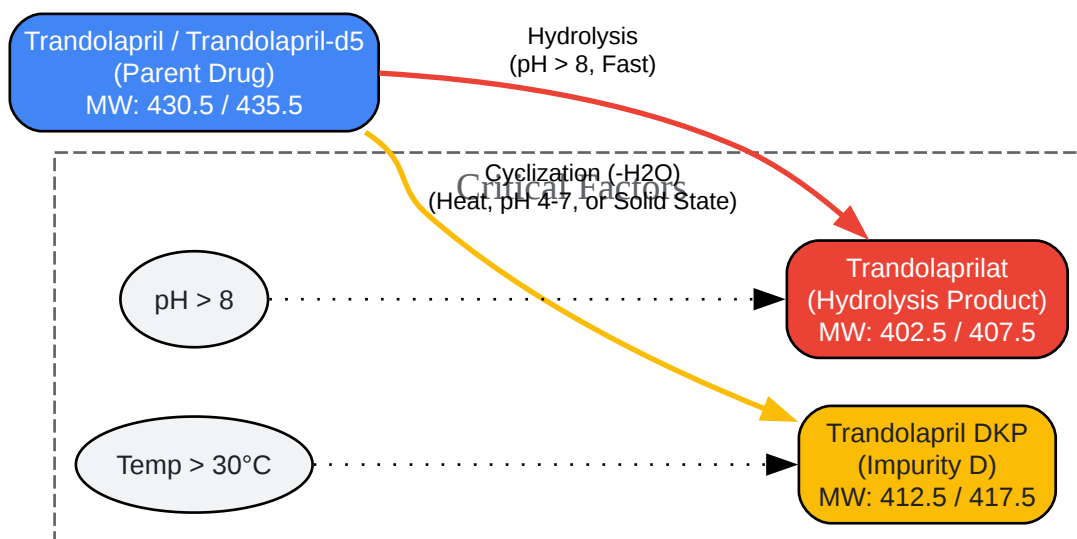 Trandolapril / Trandolapril-d5
(Parent Drug)
MW: 430.5 / 435.5
Hydrolysis
(pH > 8, Fast)
Cyclization (-H2O)
(Heat, pH 4-7, or Solid State)
Critical Factors
pH > 8
Trandolaprilat
(Hydrolysis Product)
MW: 402.5 / 407.5
Temp > 30°C
Trandolapril DKP
(Impurity D)
MW: 412.5 / 417.5